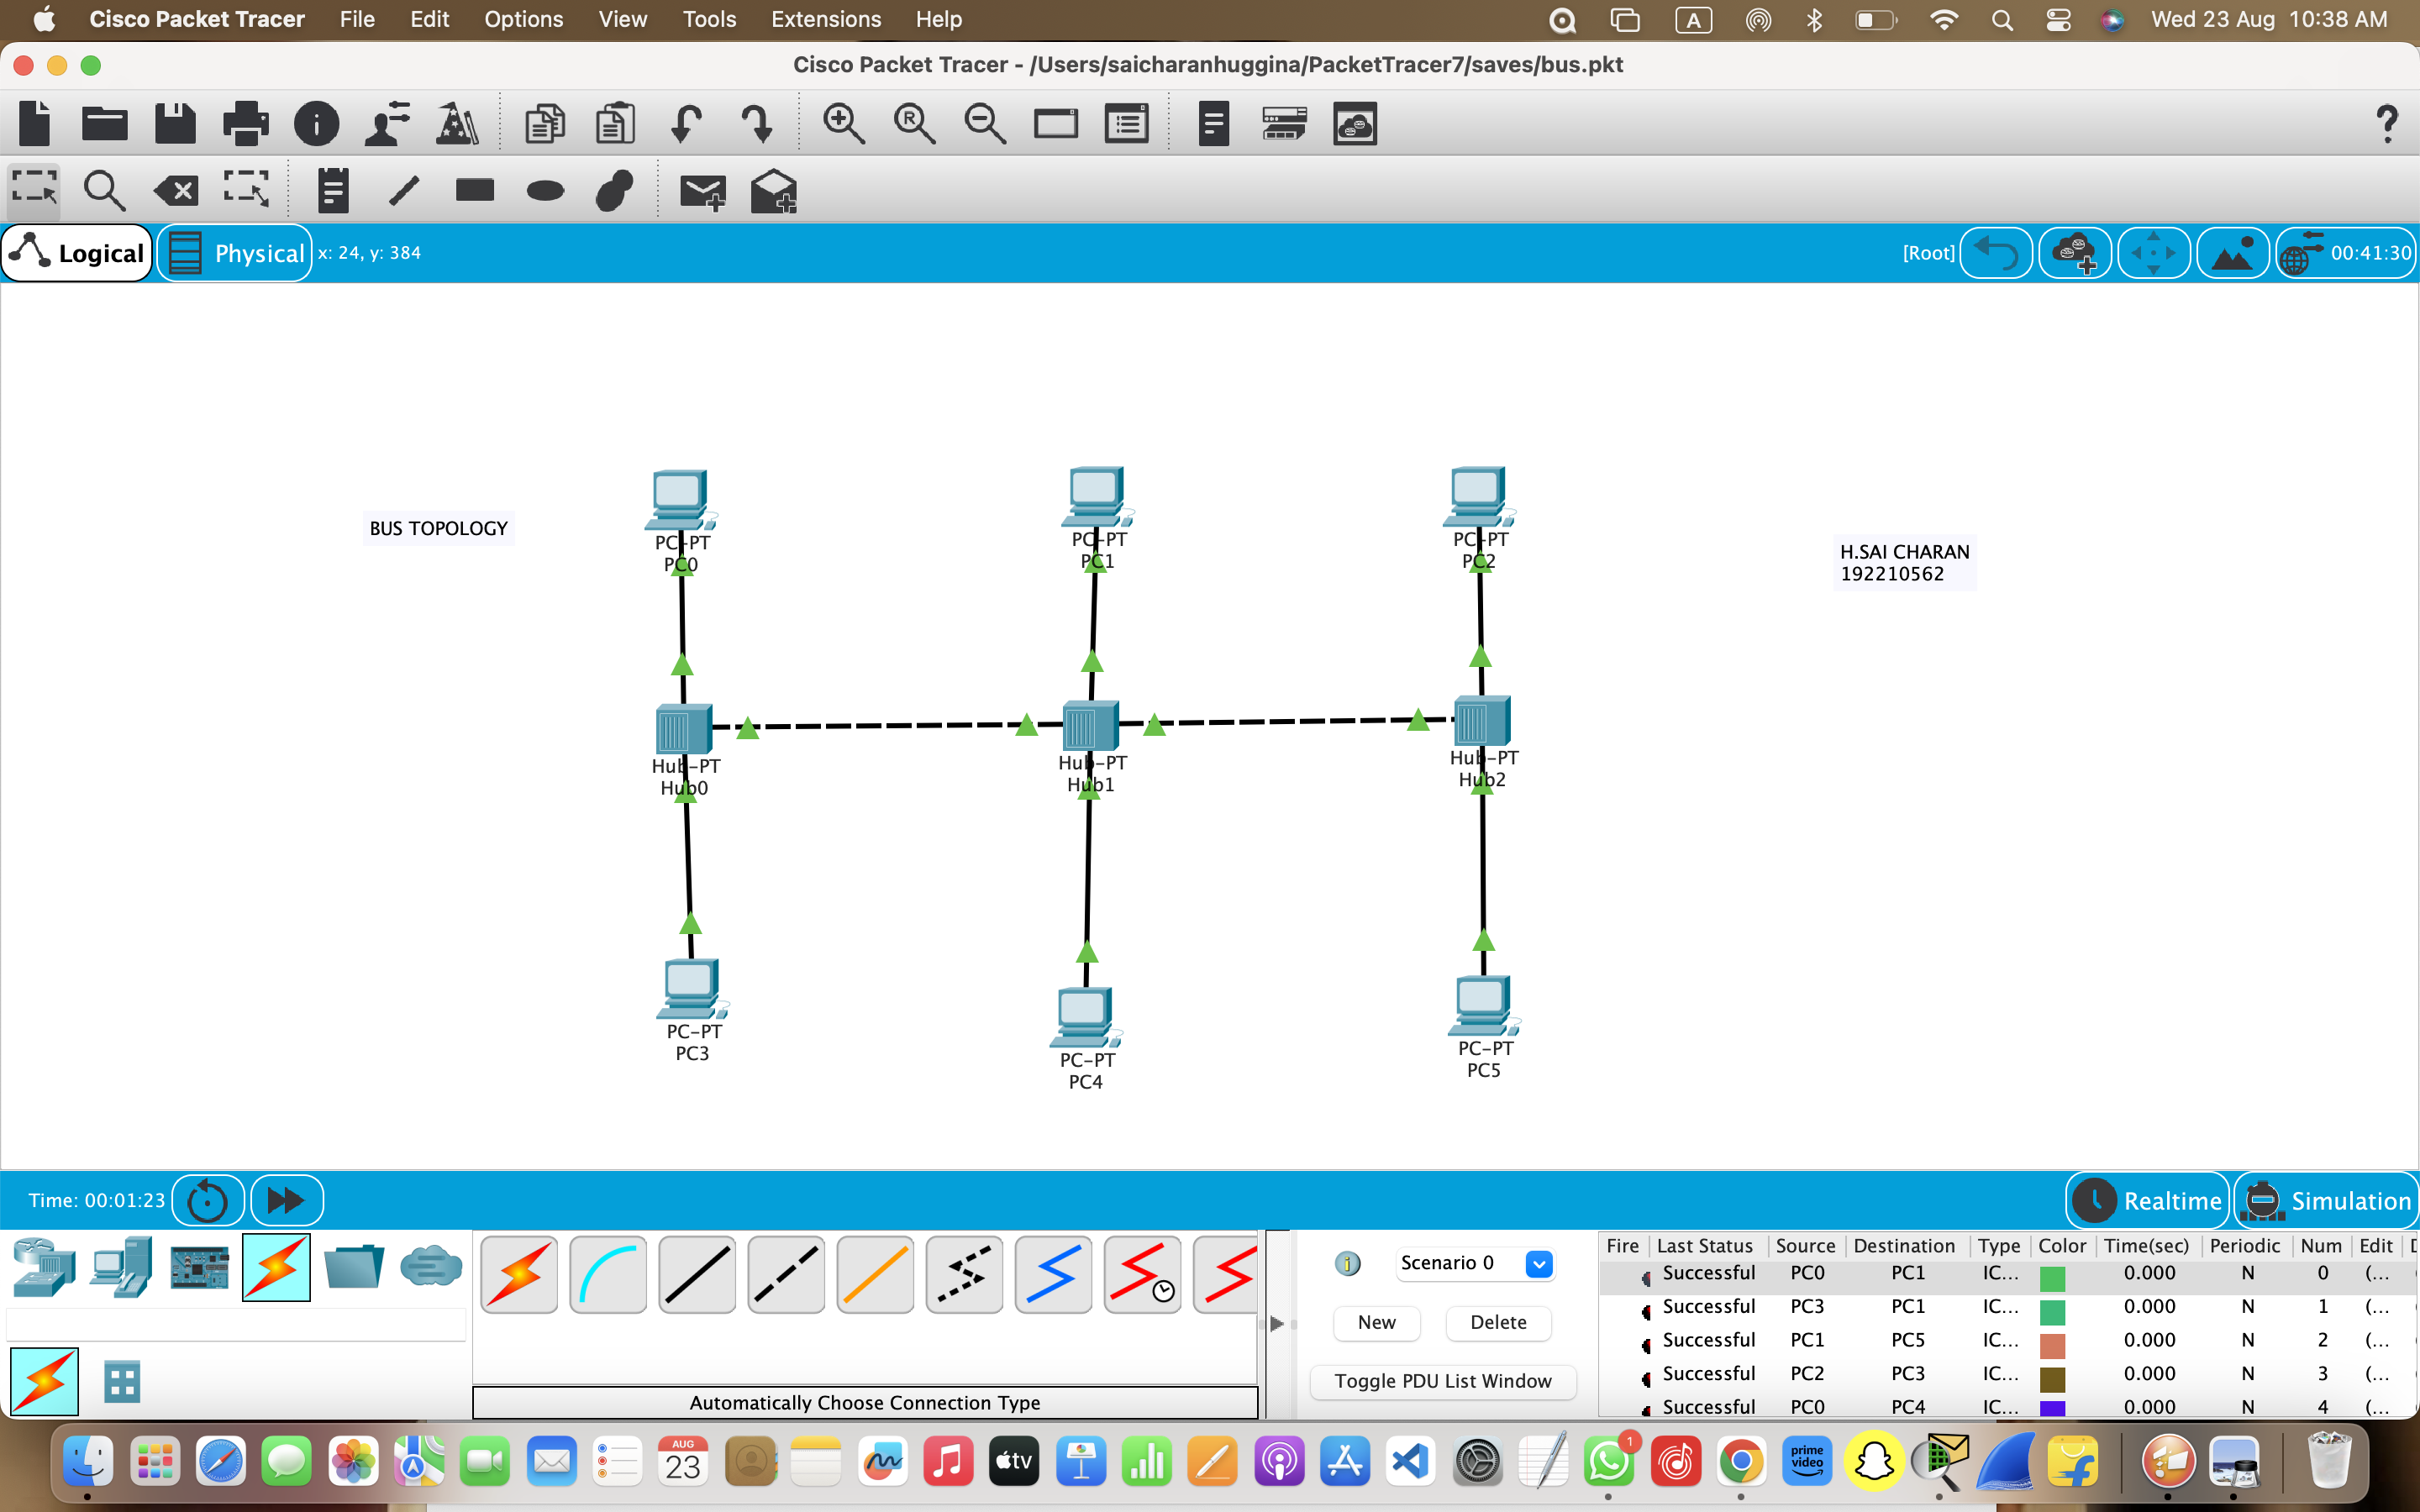 Cisco Packet Tracer File Edit Options View Tools Extensions Help A Wed 23 Aug 10:38 AM
Cisco Packet Tracer - /Users/saicharanhuggina/PacketTracer7/saves/bus.pkt
Logical Physical x: 24, y: 384 [Root] 00:41:30
BUS TOPOLOGY
H.SAI CHARAN
192210562
PC-PT
PC0
PC-PT
PC1
PC-PT
PC2
Hub-PT
Hub0
Hub-PT
Hub1
Hub-PT
Hub2
PC-PT
PC3
PC-PT
PC4
PC-PT
PC5
Time: 00:01:23 Realtime Simulation
Scenario 0
New Delete
Toggle PDU List Window
Automatically Choose Connection Type
Fire Last Status Source Destination Type Color Time(sec) Periodic Num Edit
Successful PC0 PC1 IC... 0.000 N 0 (...
Successful PC3 PC1 IC... 0.000 N 1 (...
Successful PC1 PC5 IC... 0.000 N 2 (...
Successful PC2 PC3 IC... 0.000 N 3 (...
Successful PC0 PC4 IC... 0.000 N 4 (...
AUG
23
tv
1
prime
video